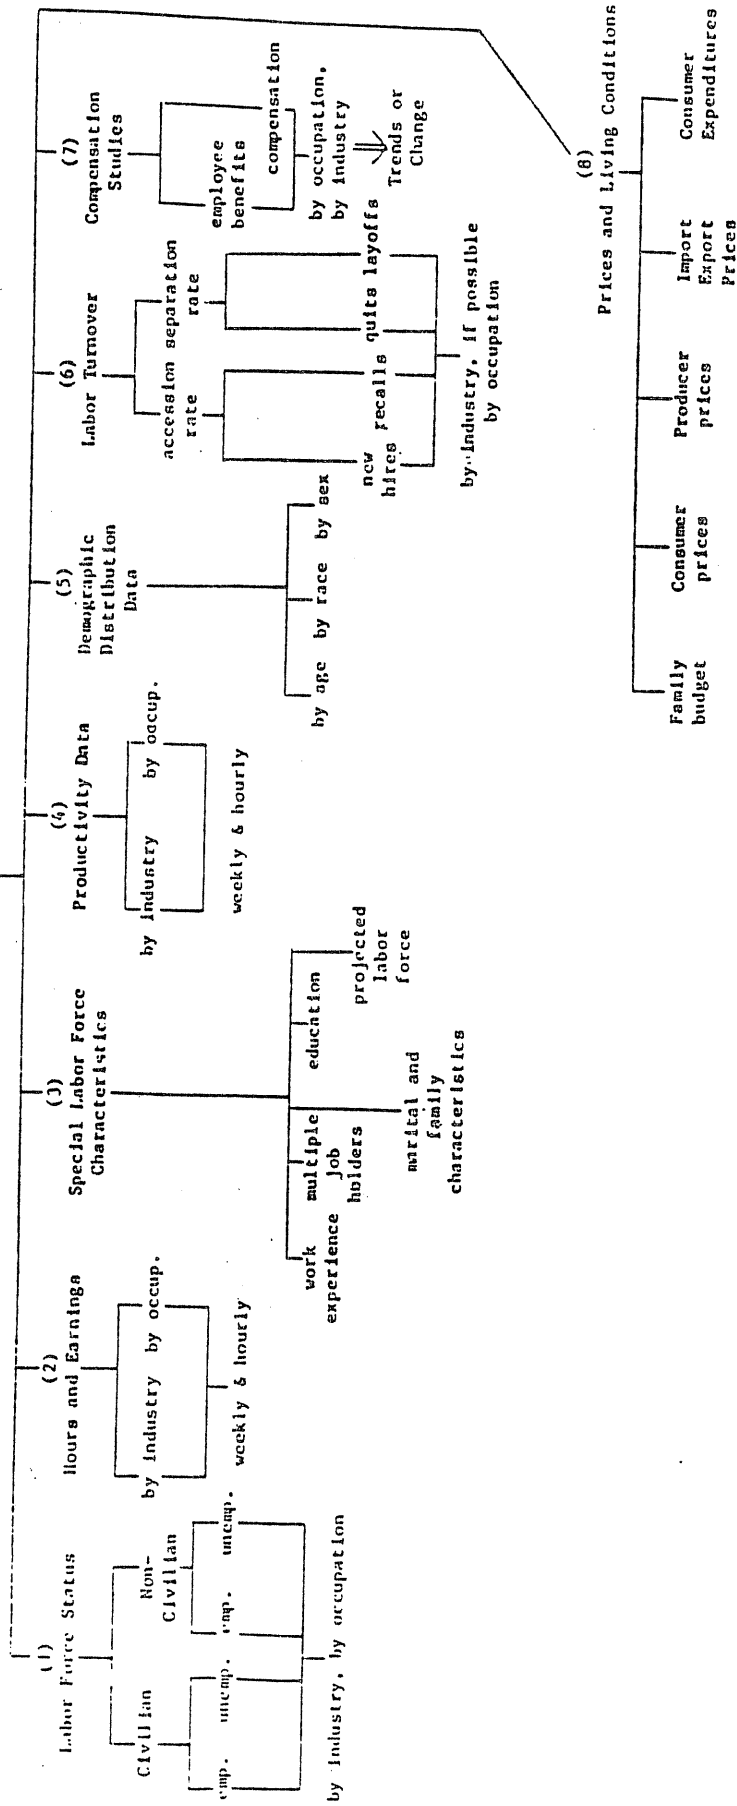 (1)
Labor Force Status
Civilian
Non-
Civilian
emp. unemp. emp. unemp.
by industry, by occupation
(2)
Hours and Earnings
by industry by occup.
weekly & hourly
(3)
Special Labor Force
Characteristics
work
experience
multiple
job
holders
marital and
family
characteristics
education
projected
labor
force
(4)
Productivity Data
by industry by occup.
weekly & hourly
(5)
Demographic
Distribution
Data
by age by race by sex
(6)
Labor Turnover
accession
rate
separation
rate
new
hires
recalls
quits
layoffs
by industry, if possible
by occupation
(7)
Compensation
Studies
employee
benefits
compensation
by occupation,
by industry
Trends or
Change
(8)
Prices and Living Conditions
Family
budget
Consumer
prices
Producer
prices
Import
Export
Prices
Consumer
Expenditures